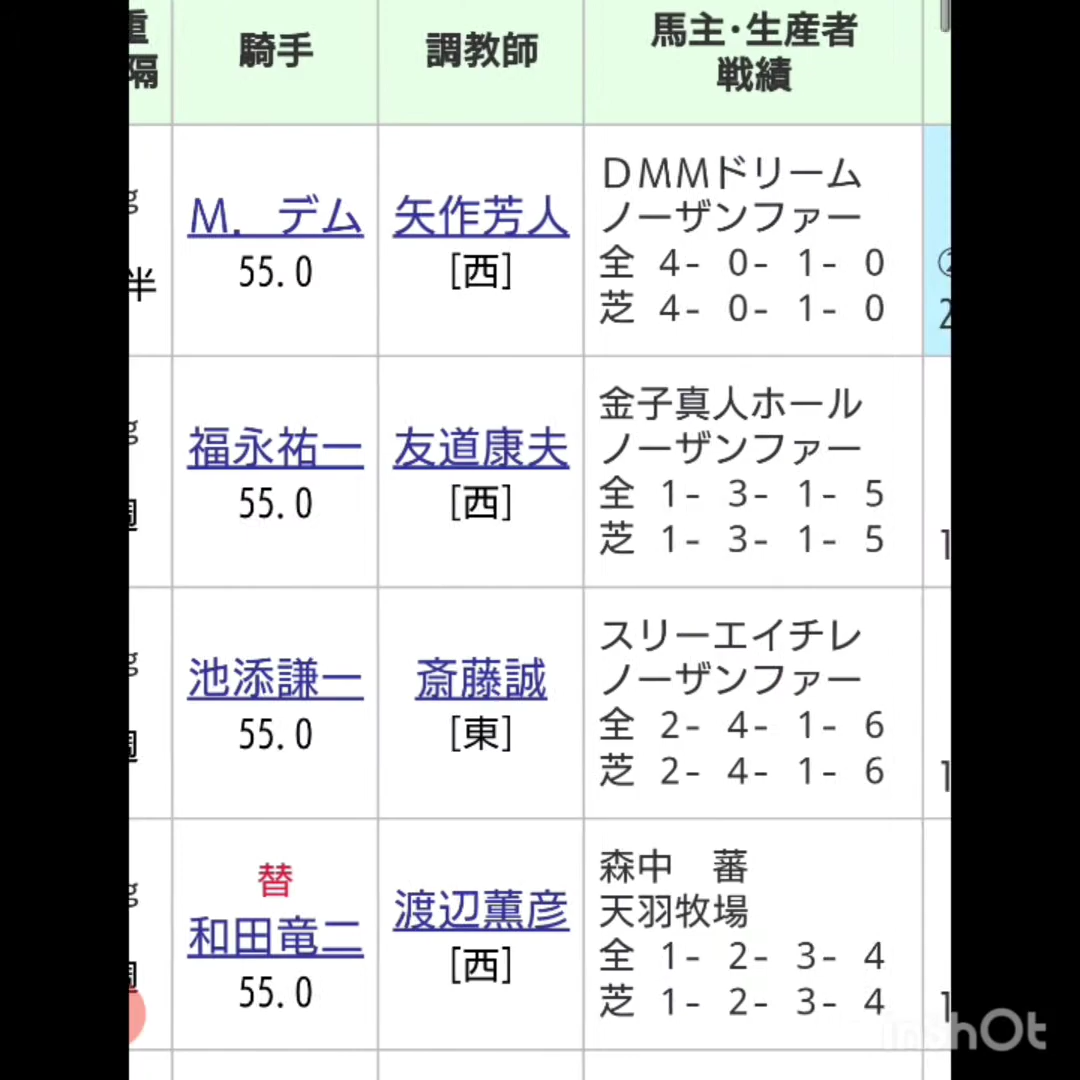 重
隔
騎手
調教師
馬主・生産者
戦績
M．デム
55.0
矢作芳人
[西]
DMMドリーム
ノーザンファー
全 4- 0- 1- 0
芝 4- 0- 1- 0
半
福永祐一
55.0
友道康夫
[西]
金子真人ホール
ノーザンファー
全 1- 3- 1- 5
芝 1- 3- 1- 5
池添謙一
55.0
斎藤誠
[東]
スリーエイチレ
ノーザンファー
全 2- 4- 1- 6
芝 2- 4- 1- 6
替
和田竜二
55.0
渡辺薫彦
[西]
森中　蕃
天羽牧場
全 1- 2- 3- 4
芝 1- 2- 3- 4
InShOt